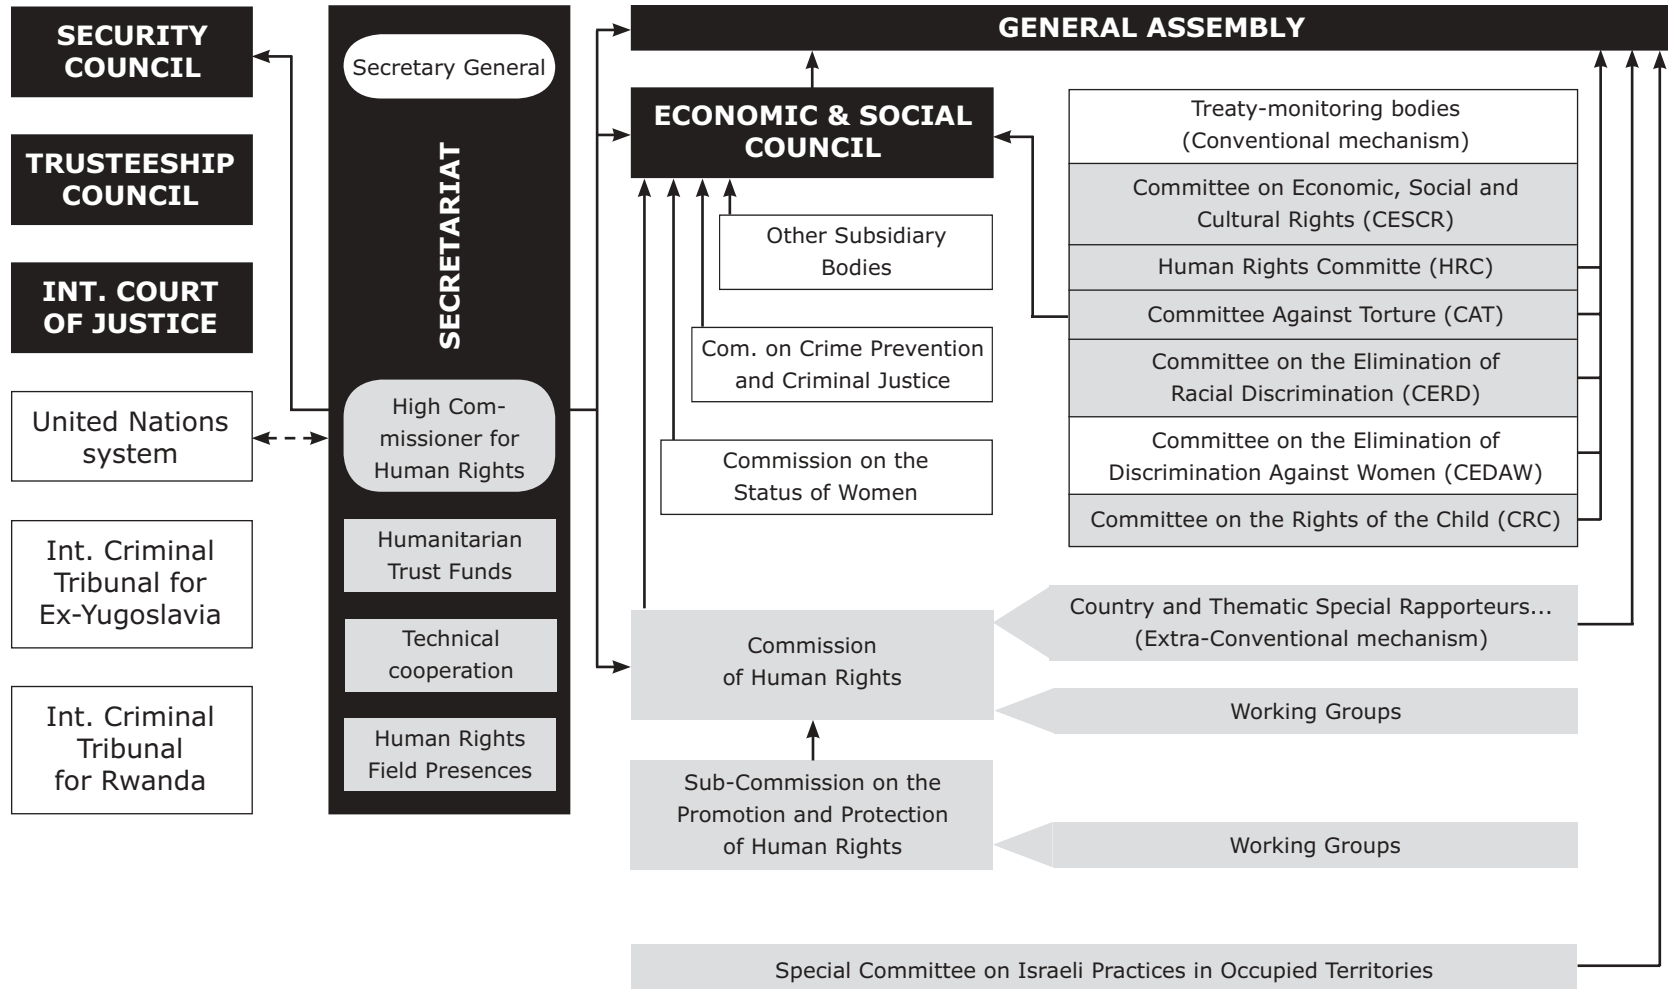 SECURITY
COUNCIL
TRUSTEESHIP
COUNCIL
INT. COURT
OF JUSTICE
United Nations
system
Int. Criminal
Tribunal for
Ex-Yugoslavia
Int. Criminal
Tribunal
for Rwanda
Secretary General
SECRETARIAT
High Com-
missioner for
Human Rights
Humanitarian
Trust Funds
Technical
cooperation
Human Rights
Field Presences
GENERAL ASSEMBLY
ECONOMIC & SOCIAL
COUNCIL
Other Subsidiary
Bodies
Com. on Crime Prevention
and Criminal Justice
Commission on the
Status of Women
Commission
of Human Rights
Sub-Commission on the
Promotion and Protection
of Human Rights
Treaty-monitoring bodies
(Conventional mechanism)
Committee on Economic, Social and
Cultural Rights (CESCR)
Human Rights Committe (HRC)
Committee Against Torture (CAT)
Committee on the Elimination of
Racial Discrimination (CERD)
Committee on the Elimination of
Discrimination Against Women (CEDAW)
Committee on the Rights of the Child (CRC)
Country and Thematic Special Rapporteurs...
(Extra-Conventional mechanism)
Working Groups
Working Groups
Special Committee on Israeli Practices in Occupied Territories